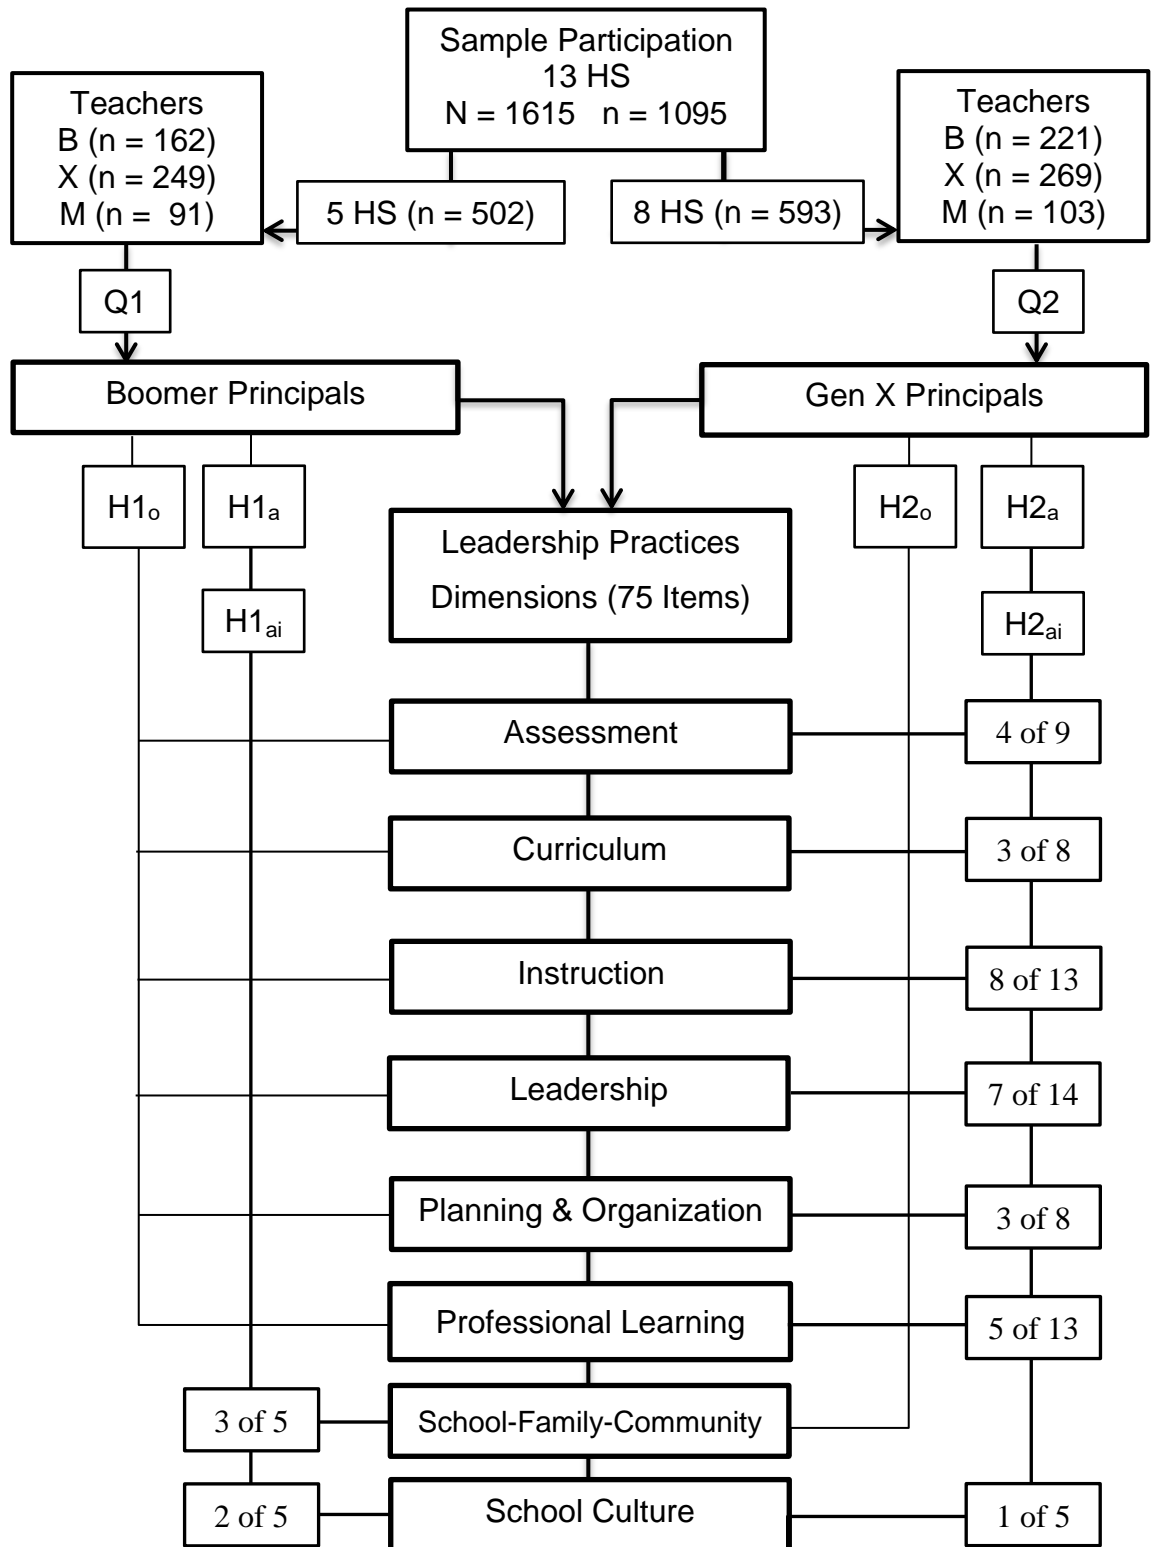 Sample Participation
13 HS
N = 1615   n = 1095
Teachers
B (n = 162)
X (n = 249)
M (n =  91)
Teachers
B (n = 221)
X (n = 269)
M (n = 103)
5 HS (n = 502)
8 HS (n = 593)
Q1
Q2
Boomer Principals
Gen X Principals
H1o
H1a
H2o
H2a
Leadership Practices
Dimensions (75 Items)
H1ai
H2ai
Assessment
4 of 9
Curriculum
3 of 8
Instruction
8 of 13
Leadership
7 of 14
Planning & Organization
3 of 8
Professional Learning
5 of 13
3 of 5
School-Family-Community
2 of 5
School Culture
1 of 5